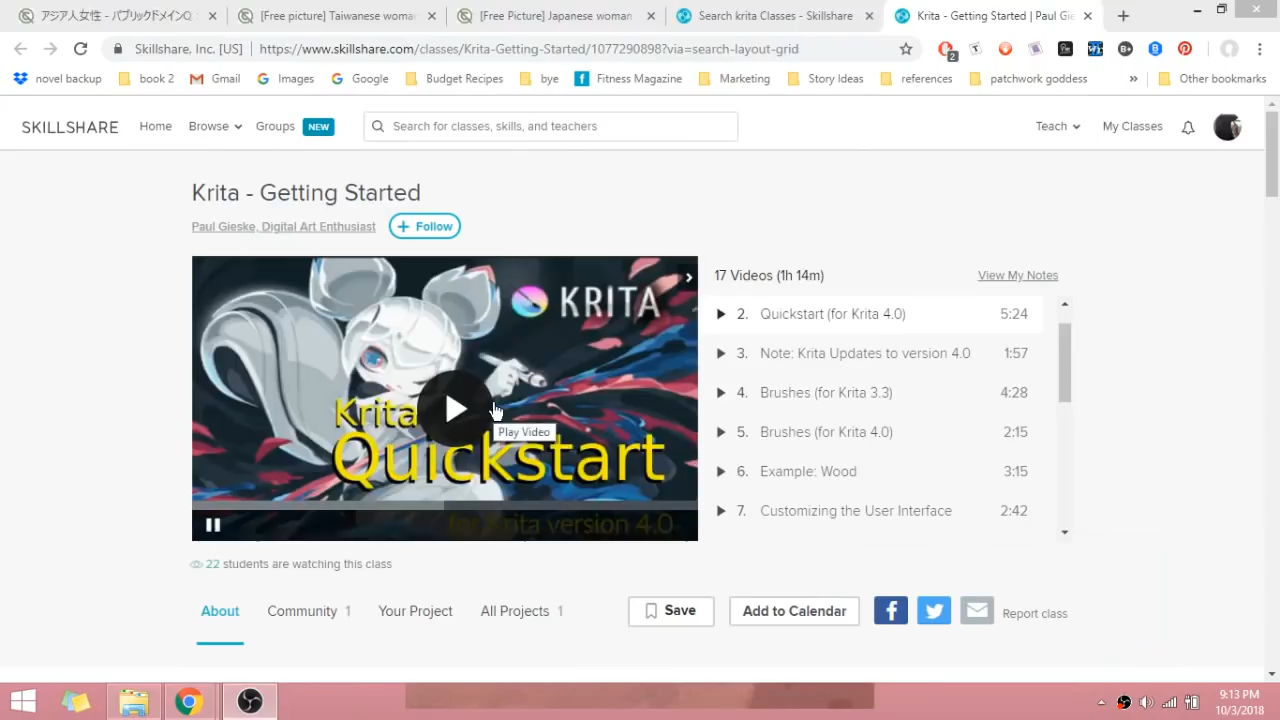 アジア人女性 - パブリックドメインQ
[Free picture] Taiwanese woma
[Free Picture] Japanese woman
Search krita Classes - Skillshare
Krita - Getting Started | Paul Gie
Skillshare, Inc. [US]
https://www.skillshare.com/classes/Krita-Getting-Started/1077290898?via=search-layout-grid
2
novel backup
book 2
Gmail
Images
Google
Budget Recipes
bye
Fitness Magazine
Marketing
Story Ideas
references
patchwork goddess
»
Other bookmarks
SKILLSHARE
Home
Browse
Groups
NEW
Search for classes, skills, and teachers
Teach
My Classes
Krita - Getting Started
Paul Gieske, Digital Art Enthusiast
+ Follow
KRITA
Krita
Quickstart
for Krita version 4.0
Play Video
17 Videos (1h 14m)
View My Notes
2. Quickstart (for Krita 4.0) 5:24
3. Note: Krita Updates to version 4.0 1:57
4. Brushes (for Krita 3.3) 4:28
5. Brushes (for Krita 4.0) 2:15
6. Example: Wood 3:15
7. Customizing the User Interface 2:42
22 students are watching this class
About
Community 1
Your Project
All Projects 1
Save
Add to Calendar
Report class
9:13 PM
10/3/2018